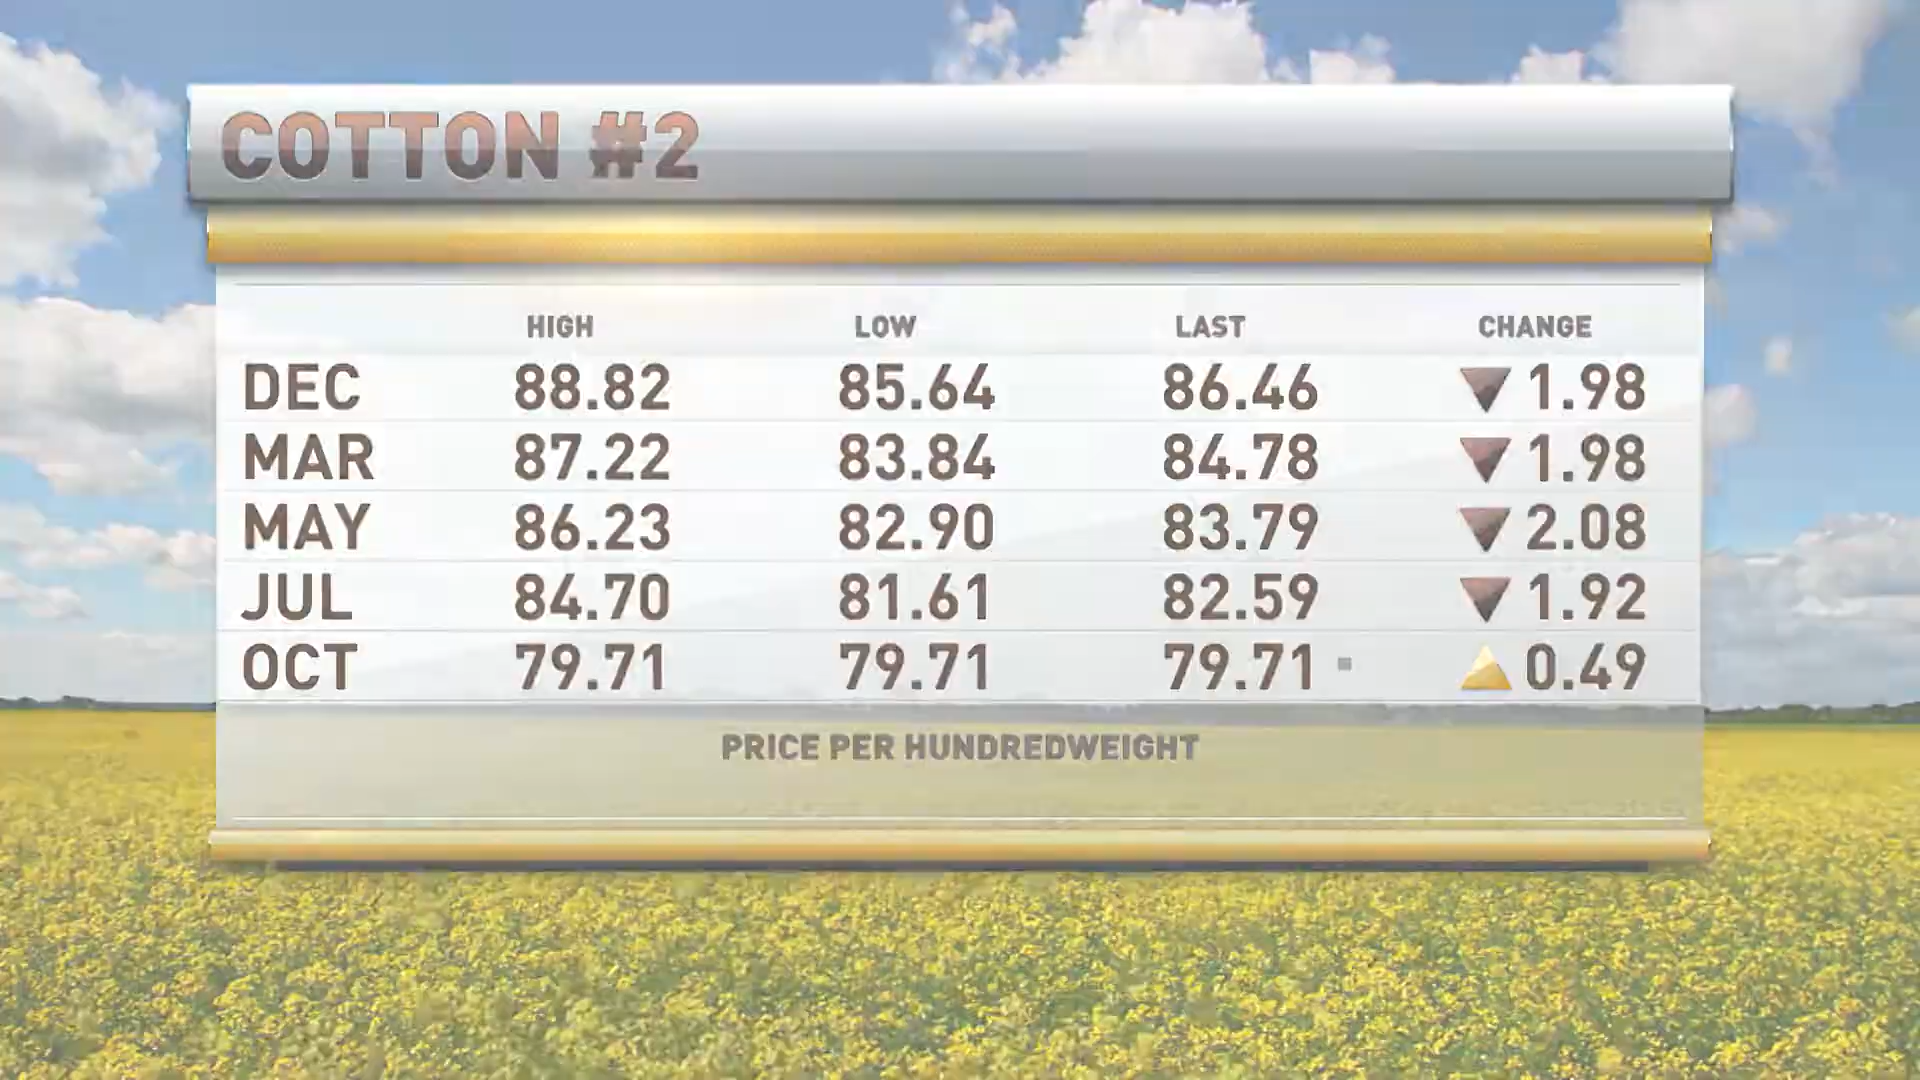 COTTON #2
HIGH LOW LAST CHANGE
DEC 88.82 85.64 86.46 ▼ 1.98
MAR 87.22 83.84 84.78 ▼ 1.98
MAY 86.23 82.90 83.79 ▼ 2.08
JUL 84.70 81.61 82.59 ▼ 1.92
OCT 79.71 79.71 79.71 ▪ ▲ 0.49
PRICE PER HUNDREDWEIGHT